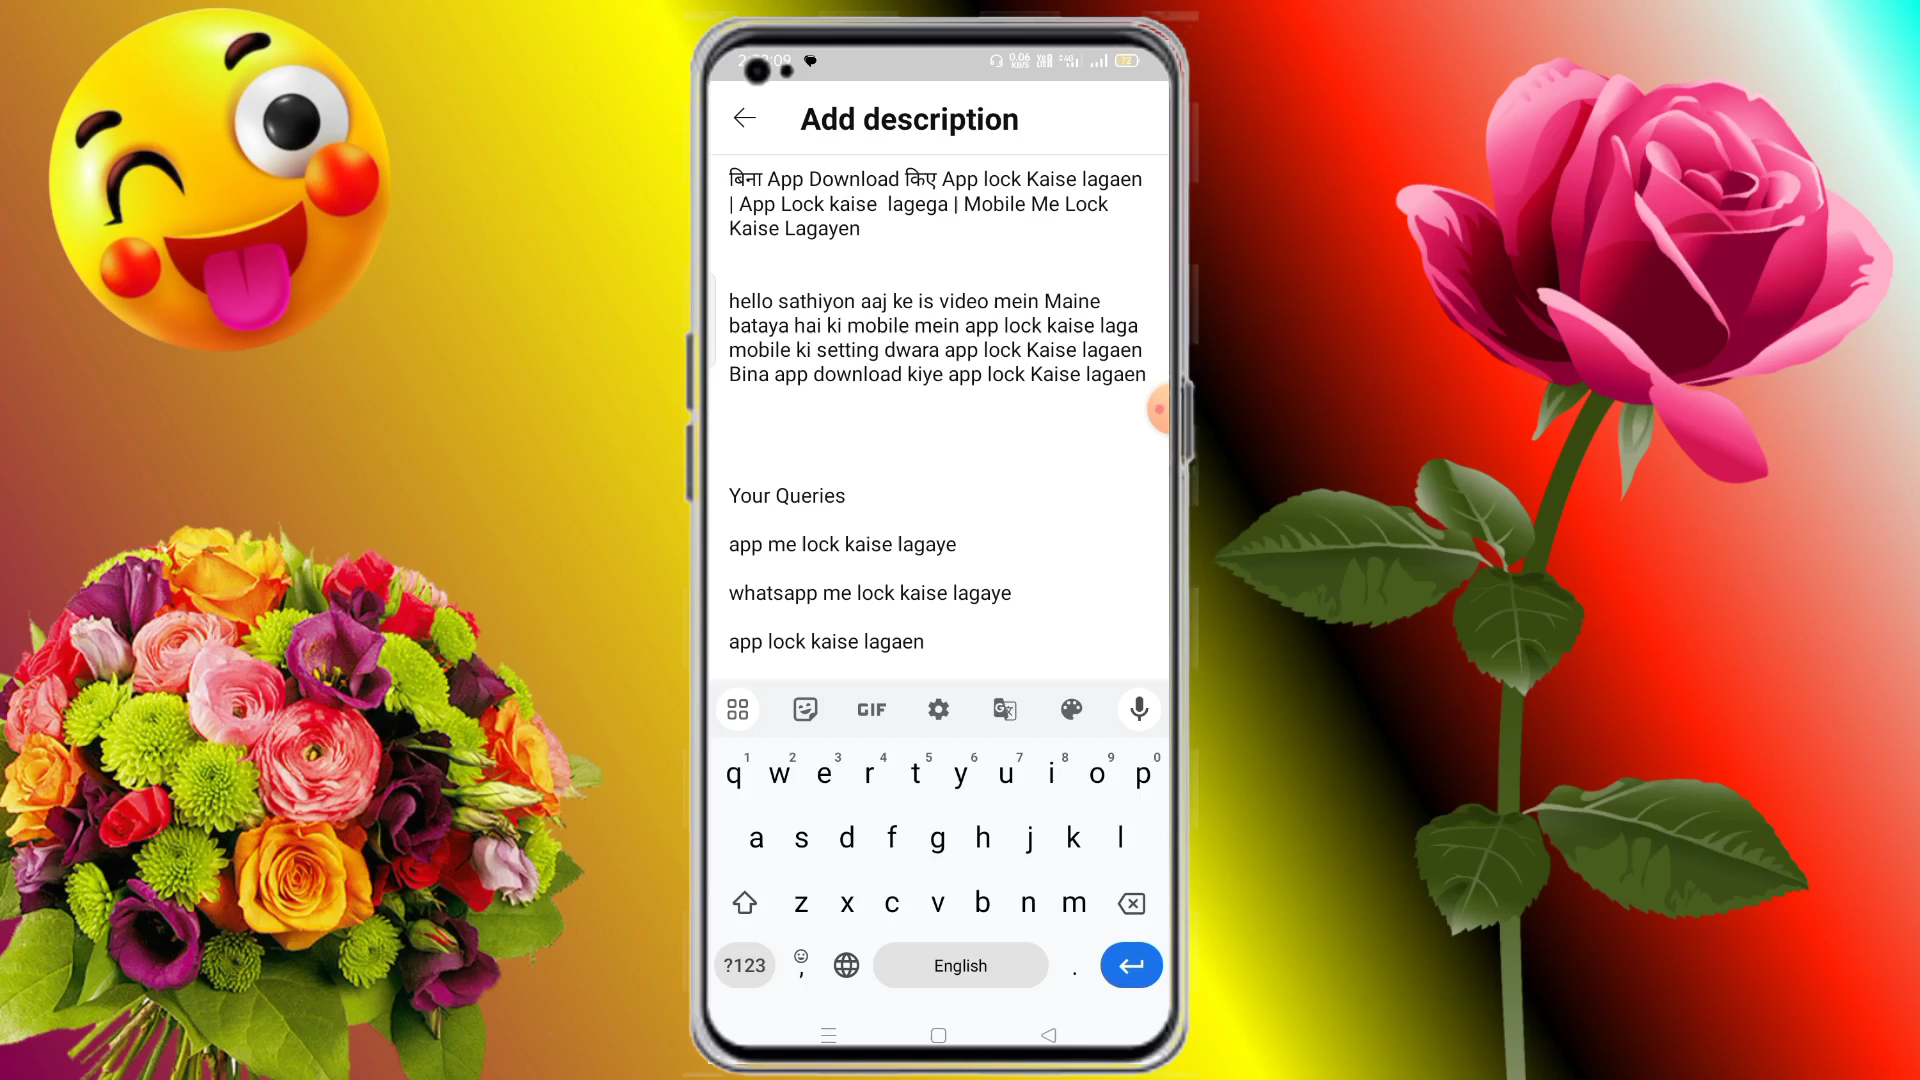 0.06
KB/S
72
Add description
बिना App Download किए App lock Kaise lagaen
| App Lock kaise lagega | Mobile Me Lock
Kaise Lagayen
hello sathiyon aaj ke is video mein Maine
bataya hai ki mobile mein app lock kaise laga
mobile ki setting dwara app lock Kaise lagaen
Bina app download kiye app lock Kaise lagaen
Your Queries
app me lock kaise lagaye
whatsapp me lock kaise lagaye
app lock kaise lagaen
GIF
1 2 3 4 5 6 7 8 9 0
q w e r t y u i o p
a s d f g h j k l
z x c v b n m
?123 , English .